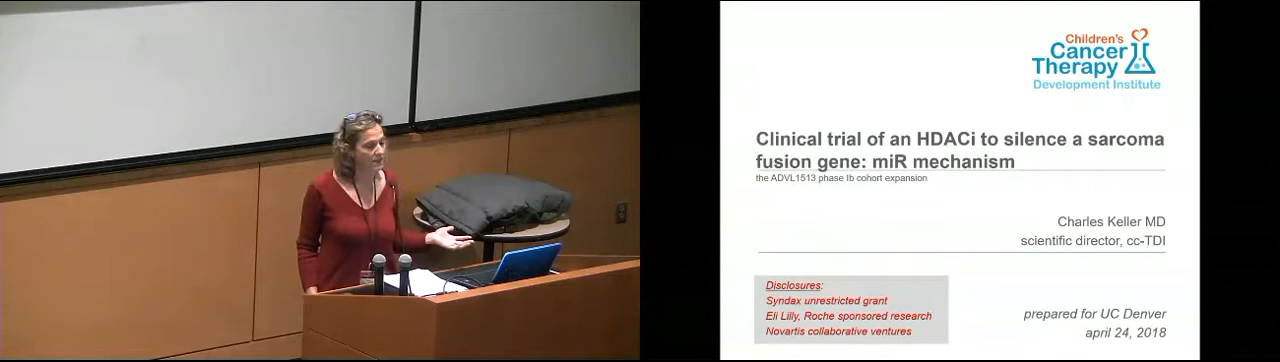 Children's
Cancer
Therapy
Development Institute
Clinical trial of an HDACi to silence a sarcoma
fusion gene: miR mechanism
the ADVL1513 phase Ib cohort expansion
Charles Keller MD
scientific director, cc-TDI
Disclosures:
Syndax unrestricted grant
Eli Lilly, Roche sponsored research
Novartis collaborative ventures
prepared for UC Denver
april 24, 2018